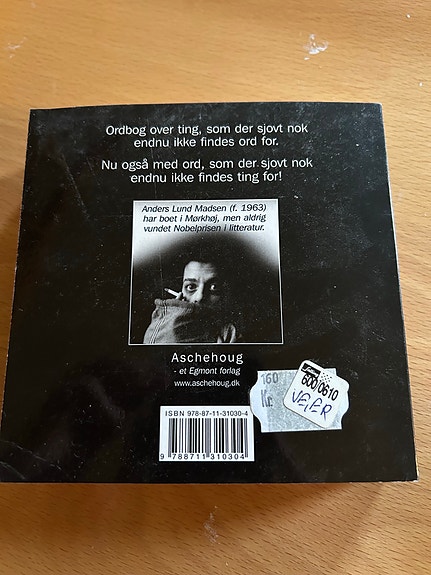 Ordbog over ting, som der sjovt nok
endnu ikke findes ord for.
Nu også med ord, som der sjovt nok
endnu ikke findes ting for!
Anders Lund Madsen (f. 1963)
har boet i Mørkhøj, men aldrig
vundet Nobelprisen i litteratur.
Aschehoug
- et Egmont forlag
www.aschehoug.dk
ISBN 978-87-11-31030-4
9 788711 310304
160
Kr.
600/0610
VEJER